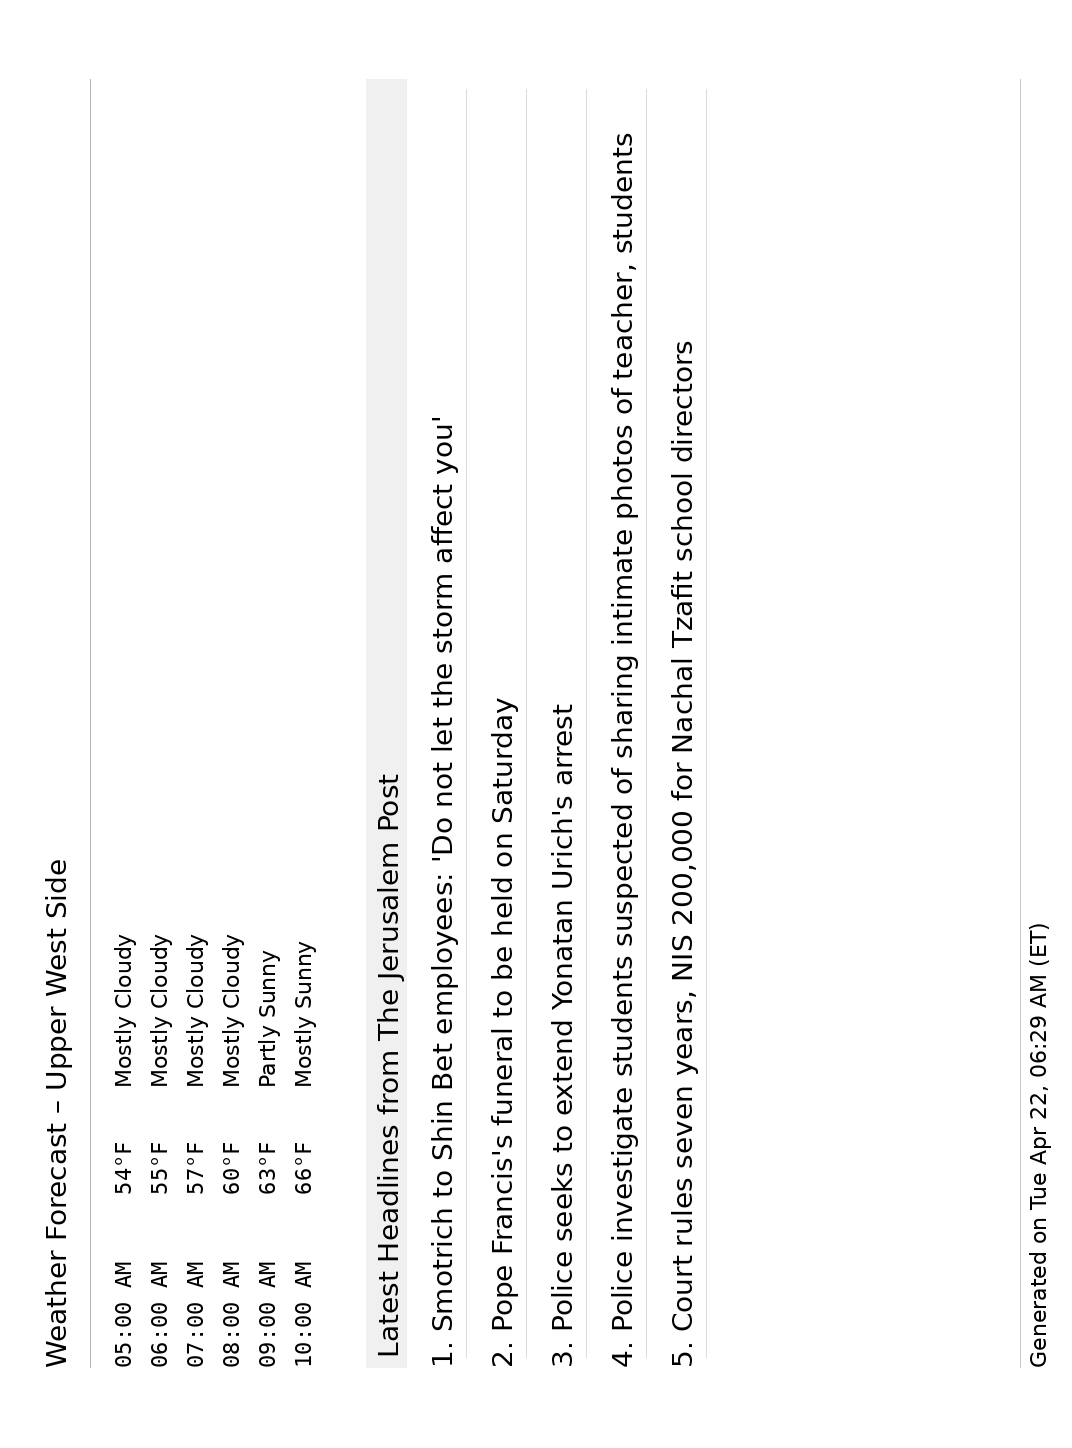 Weather Forecast – Upper West Side
05:00 AM 54°F Mostly Cloudy
06:00 AM 55°F Mostly Cloudy
07:00 AM 57°F Mostly Cloudy
08:00 AM 60°F Mostly Cloudy
09:00 AM 63°F Partly Sunny
10:00 AM 66°F Mostly Sunny
Latest Headlines from The Jerusalem Post
1. Smotrich to Shin Bet employees: 'Do not let the storm affect you'
2. Pope Francis's funeral to be held on Saturday
3. Police seeks to extend Yonatan Urich's arrest
4. Police investigate students suspected of sharing intimate photos of teacher, students
5. Court rules seven years, NIS 200,000 for Nachal Tzafit school directors
Generated on Tue Apr 22, 06:29 AM (ET)